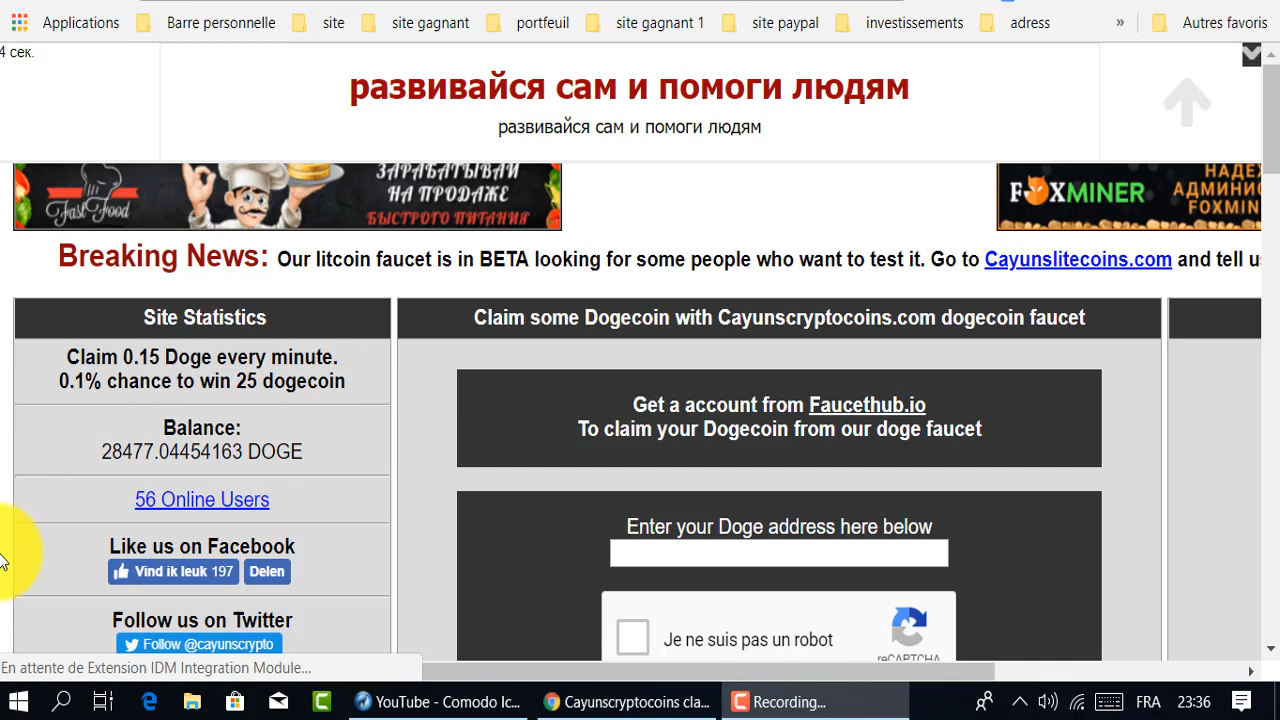 Applications Barre personnelle site site gagnant portfeuil site gagnant 1 site paypal investissements adress » Autres favoris
4 сек.
развивайся сам и помоги людям
развивайся сам и помоги людям
FastFood
ЗАРАБАТЫВАЙ
НА ПРОДАЖЕ
БЫСТРОГО ПИТАНИЯ
FOXMINER
НАДЕЖ
АДМИНИС
FOXMIN
Breaking News: Our litcoin faucet is in BETA looking for some people who want to test it. Go to Cayunslitecoins.com and tell us
Site Statistics
Claim 0.15 Doge every minute.
0.1% chance to win 25 dogecoin
Balance:
28477.04454163 DOGE
56 Online Users
Like us on Facebook
Vind ik leuk 197 Delen
Follow us on Twitter
Follow @cayunscrypto
Claim some Dogecoin with Cayunscryptocoins.com dogecoin faucet
Get a account from Faucethub.io
To claim your Dogecoin from our doge faucet
Enter your Doge address here below
Je ne suis pas un robot
reCAPTCHA
En attente de Extension IDM Integration Module...
YouTube - Comodo Ic... Cayunscryptocoins cla... Recording... FRA 23:36